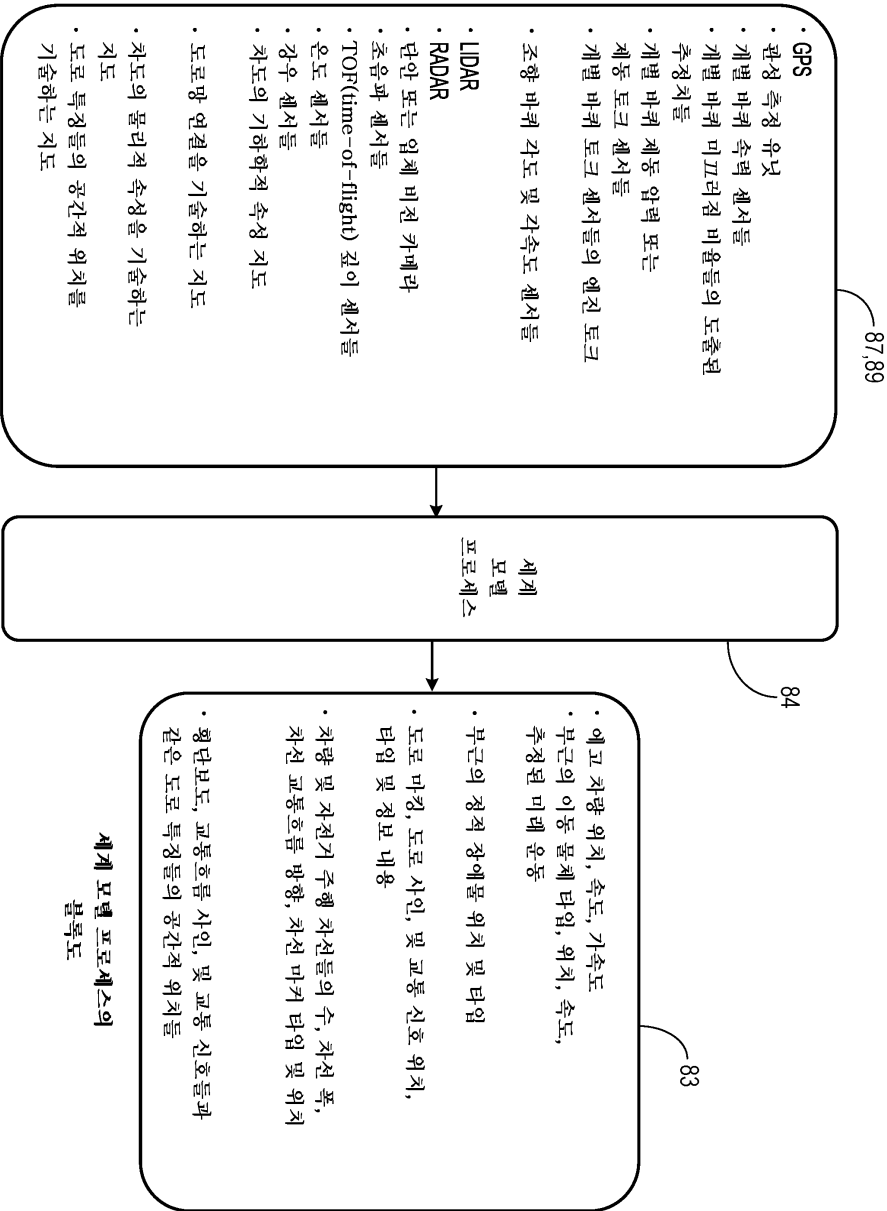 87,89
· GPS
· 관성 측정 유닛
· 개별 바퀴 속력 센서들
· 개별 바퀴 미끄러짐 비율들의 도출된
추정치들
· 개별 바퀴 제동 압력 또는
제동 토크 센서들
· 개별 바퀴 토크 센서들의 엔진 토크
· 조향 바퀴 각도 및 각속도 센서들
· LIDAR
· RADAR
· 단안 또는 입체 비전 카메라
· 초음파 센서들
· TOF(time-of-flight) 깊이 센서들
· 온도 센서들
· 강우 센서들
· 차도의 기하학적 속성 지도
· 도로망 연결을 기술하는 지도
· 차도의 물리적 속성을 기술하는
지도
· 도로 특징들의 공간적 위치를
기술하는 지도
84
세계
모델
프로세스
83
· 에고 차량 위치, 속도, 가속도
· 부근의 이동 물체 타입, 위치, 속도,
추정된 미래 운동
· 부근의 정적 장애물 위치 및 타입
· 도로 마킹, 도로 사인, 및 교통 신호 위치,
타입 및 정보 내용
· 차량 및 자전거 주행 차선들의 수, 차선 폭,
차선 교통흐름 방향, 차선 마커 타입 및 위치
· 횡단보도, 교통흐름 사인, 및 교통 신호등과
같은 도로 특징들의 공간적 위치들
세계 모델 프로세스의
블록도